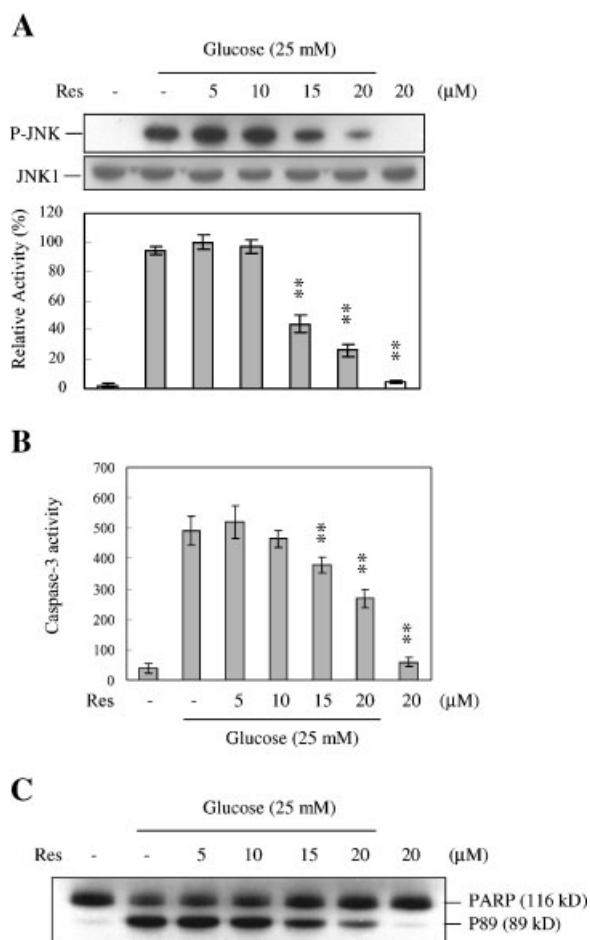 A
Glucose (25 mM)
Res - - 5 10 15 20 20 (μM)
P-JNK
JNK1
Relative Activity (%)
120
100
80
60
40
20
0
** ** **
B
Caspase-3 activity
700
600
500
400
300
200
100
0
** ** **
Res - - 5 10 15 20 20 (μM)
Glucose (25 mM)
C
Glucose (25 mM)
Res - - 5 10 15 20 20 (μM)
PARP (116 kD)
P89 (89 kD)